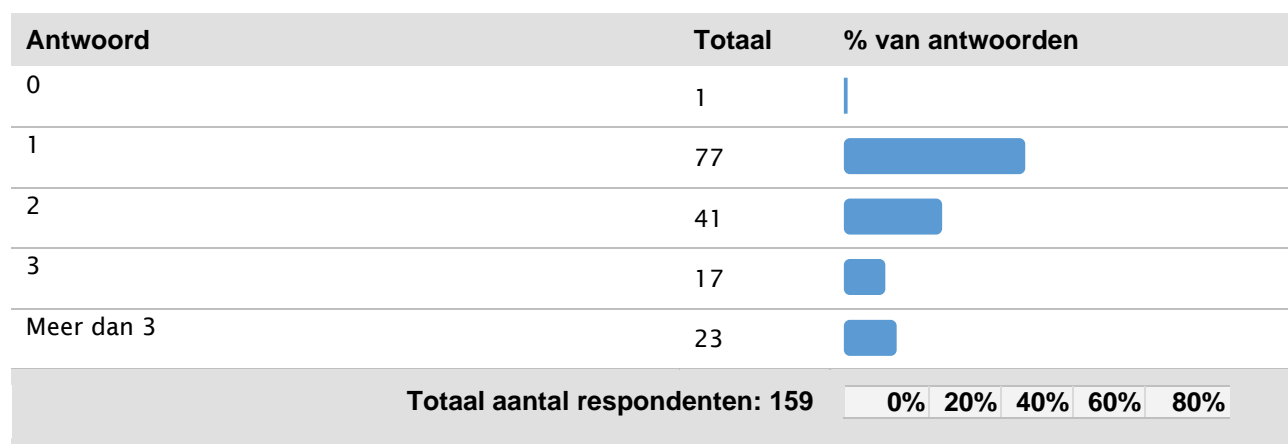 Antwoord Totaal % van antwoorden
0 1
1 77
2 41
3 17
Meer dan 3 23
Totaal aantal respondenten: 159 0% 20% 40% 60% 80%